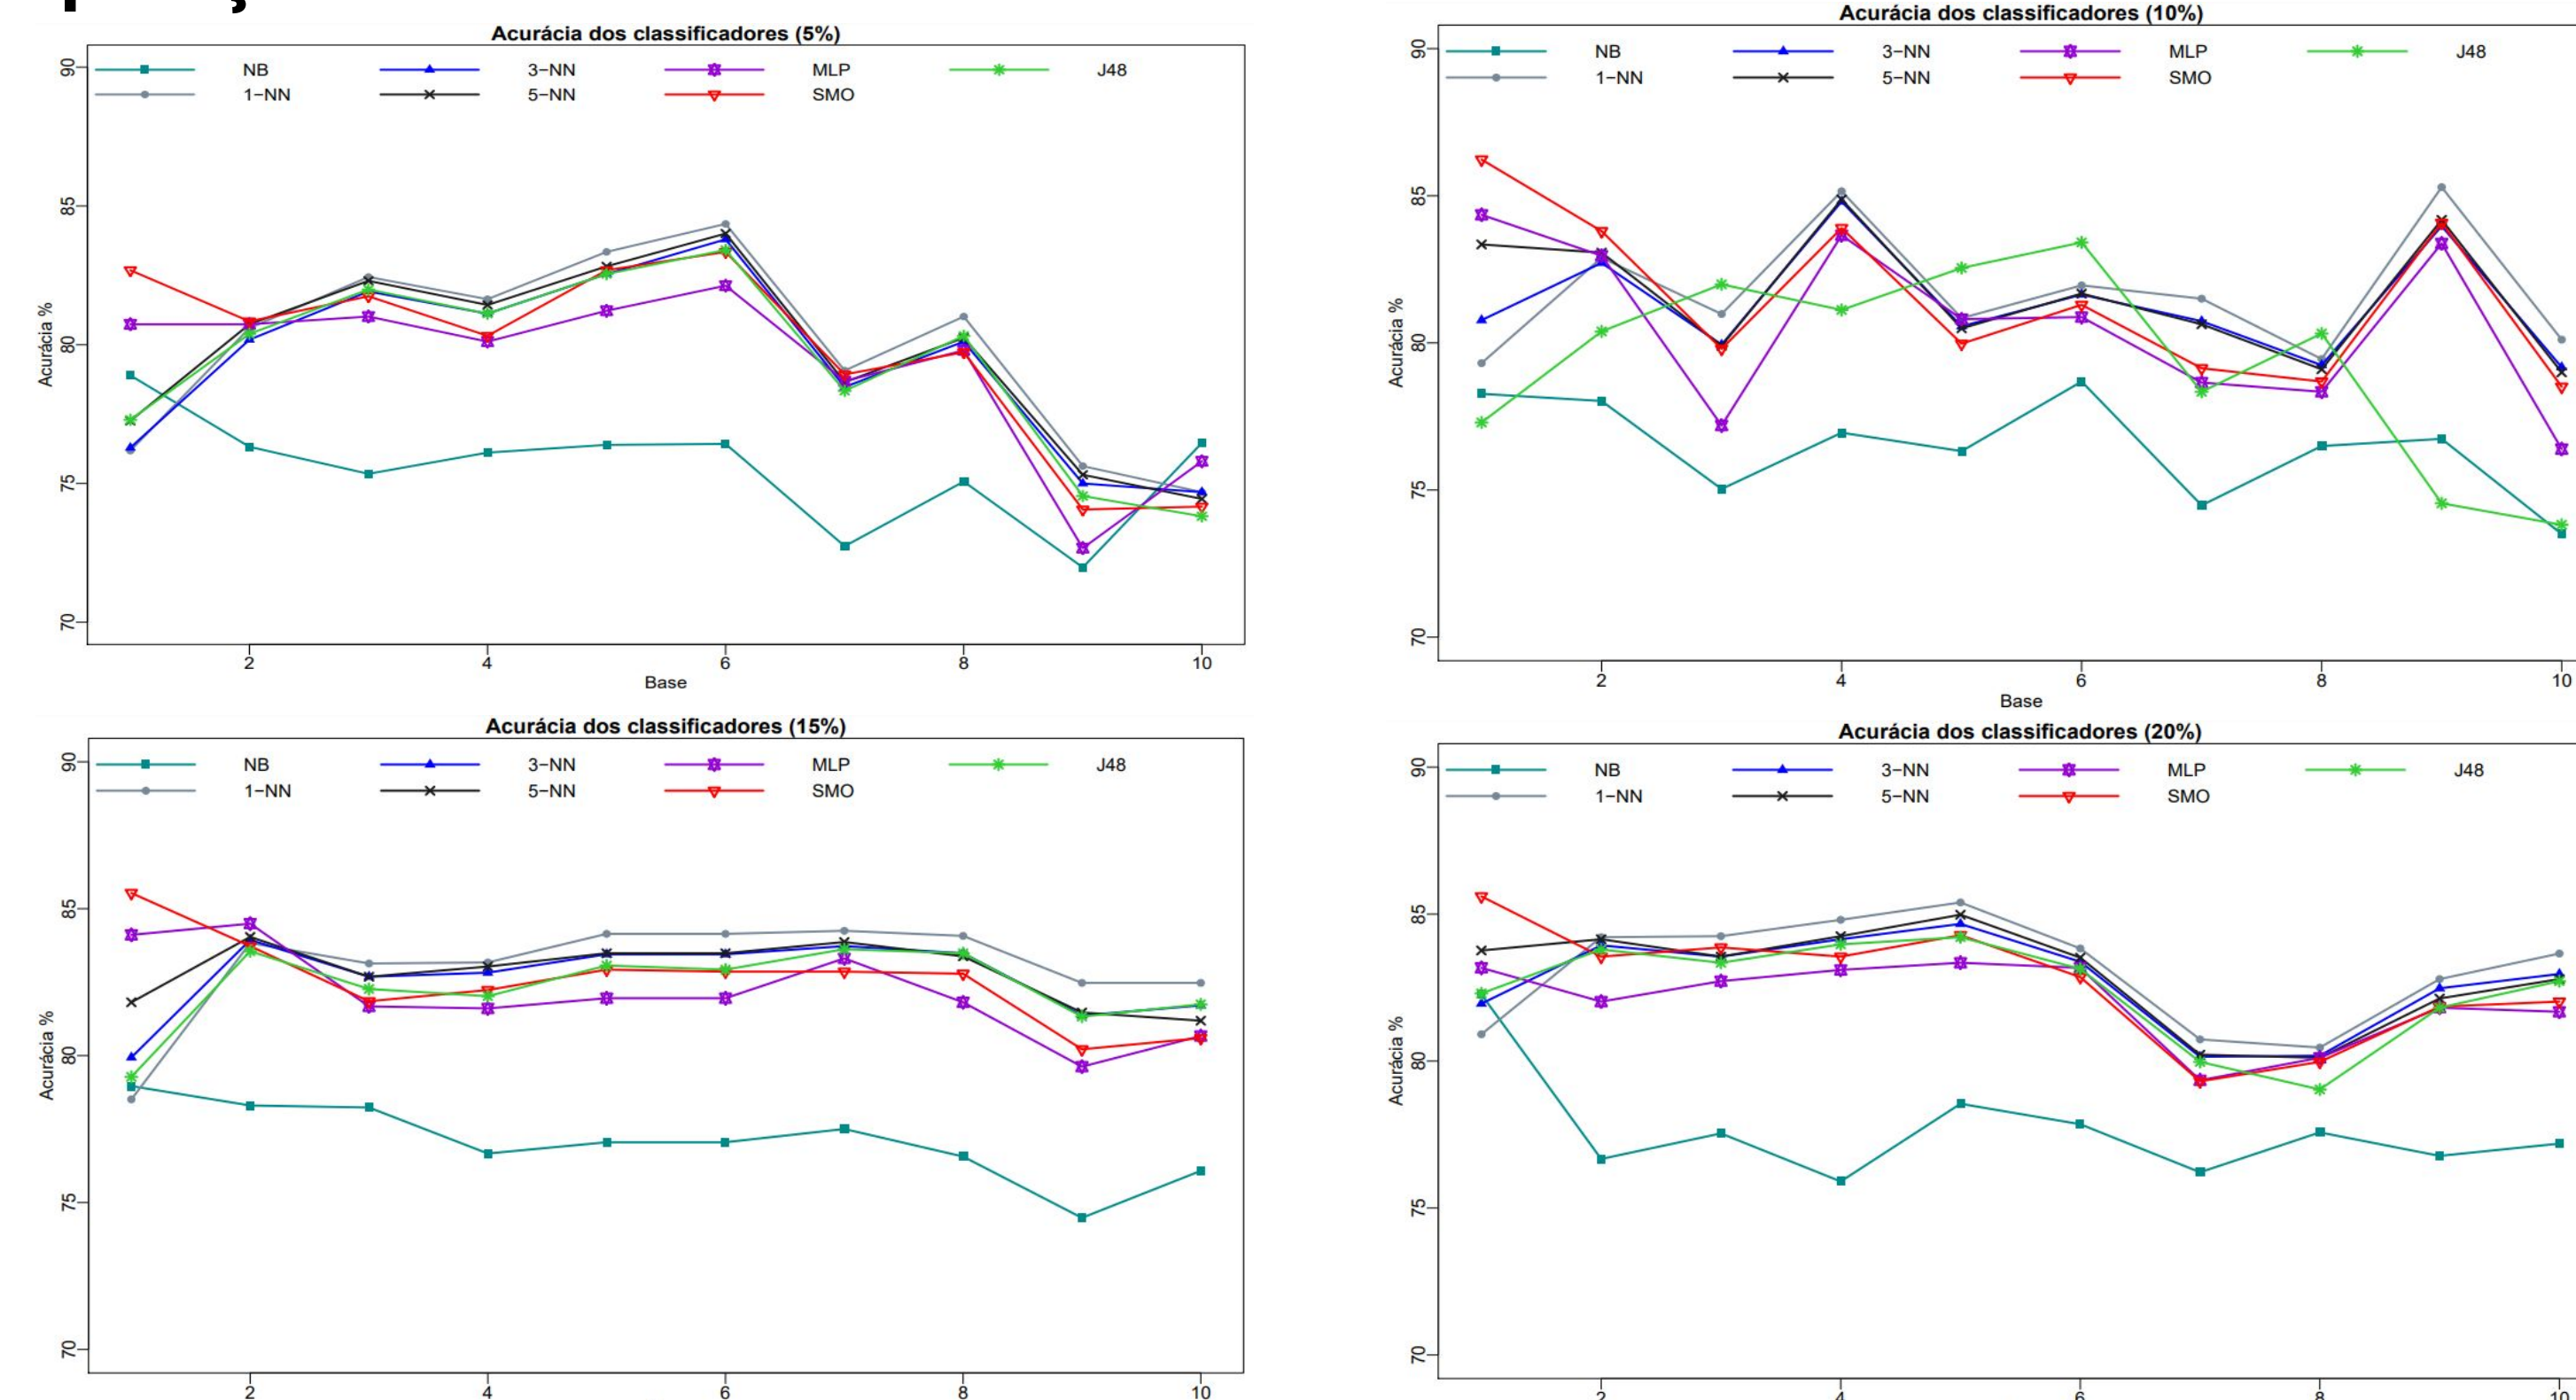 Acurácia dos classificadores (5%)
NB 3−NN MLP J48
1−NN 5−NN SMO
Acurácia %
90
85
80
75
70
2 4 6 8 10
Base
Acurácia dos classificadores (10%)
NB 3−NN MLP J48
1−NN 5−NN SMO
Acurácia %
90
85
80
75
70
2 4 6 8 10
Base
Acurácia dos classificadores (15%)
NB 3−NN MLP J48
1−NN 5−NN SMO
Acurácia %
90
85
80
75
70
2 4 6 8 10
Acurácia dos classificadores (20%)
NB 3−NN MLP J48
1−NN 5−NN SMO
Acurácia %
90
85
80
75
70
2 4 6 8 10